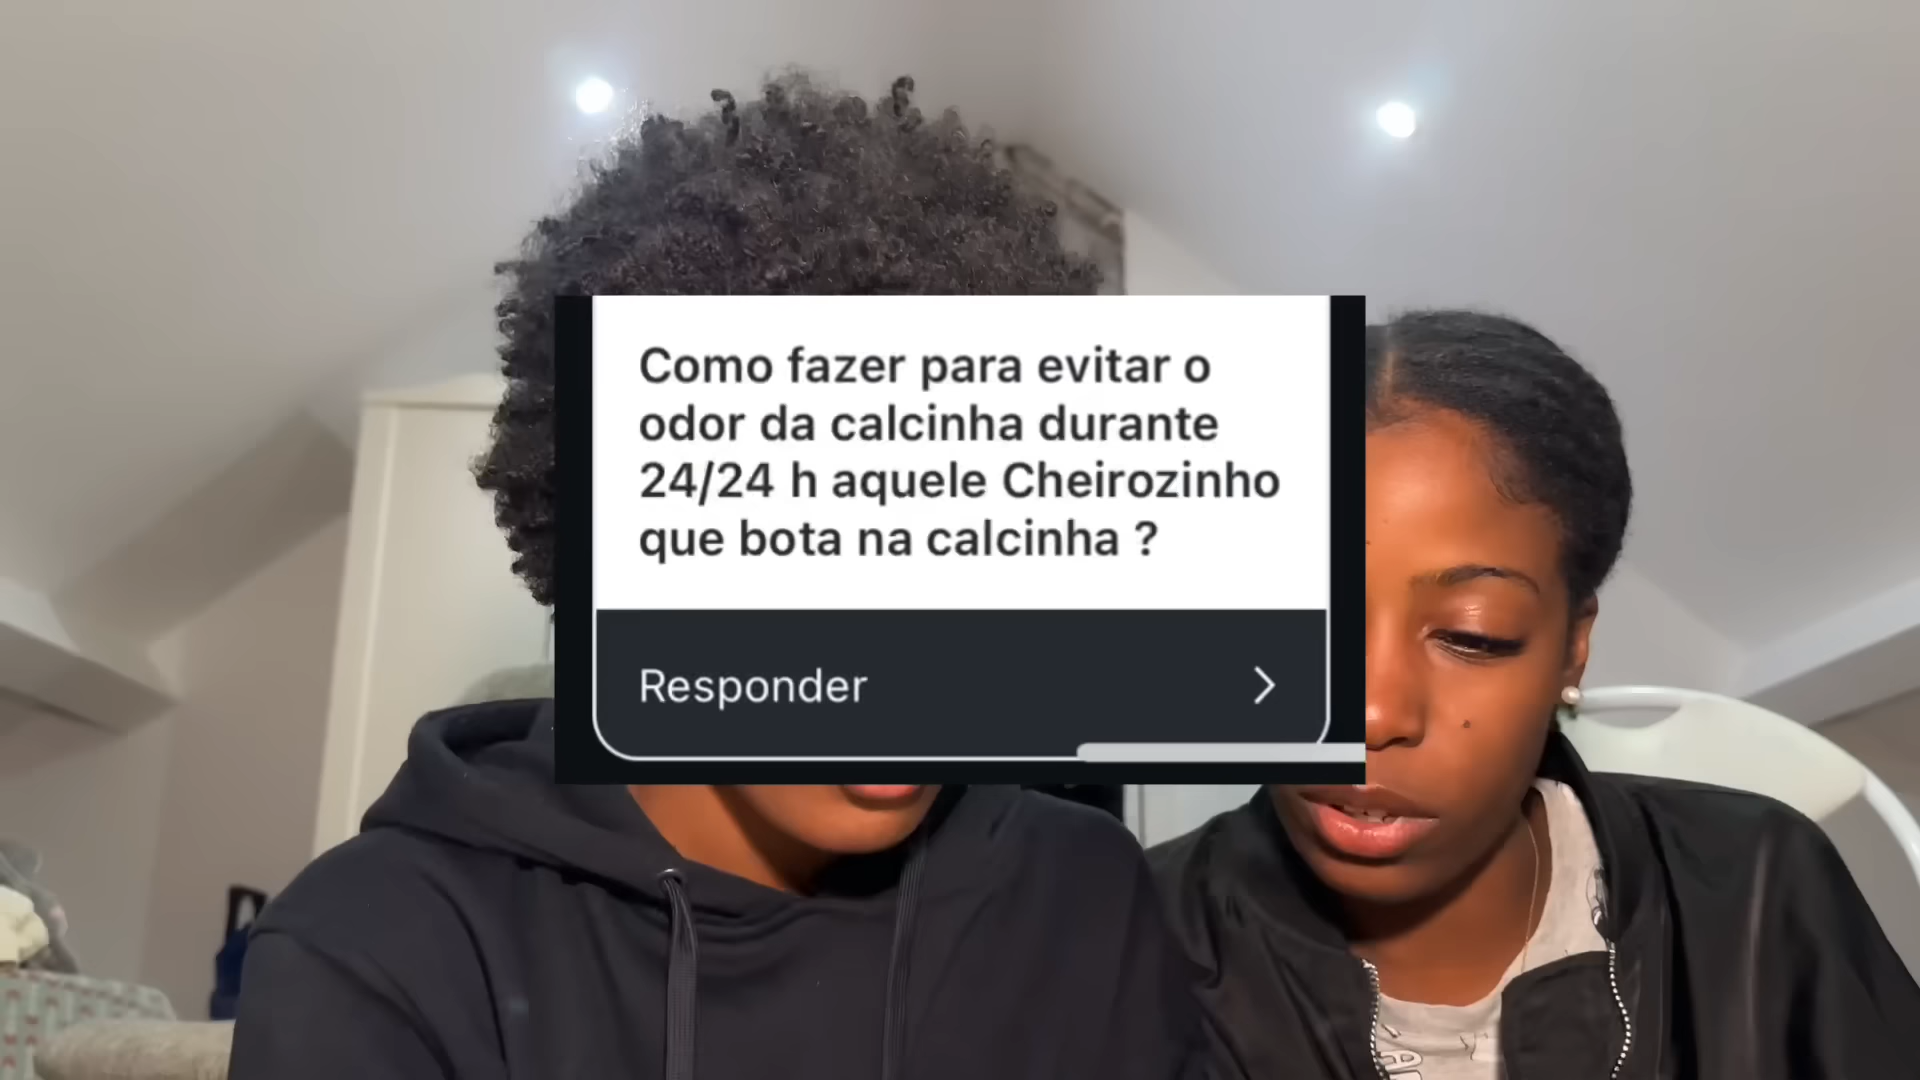 Como fazer para evitar o
odor da calcinha durante
24/24 h aquele Cheirozinho
que bota na calcinha ?
Responder